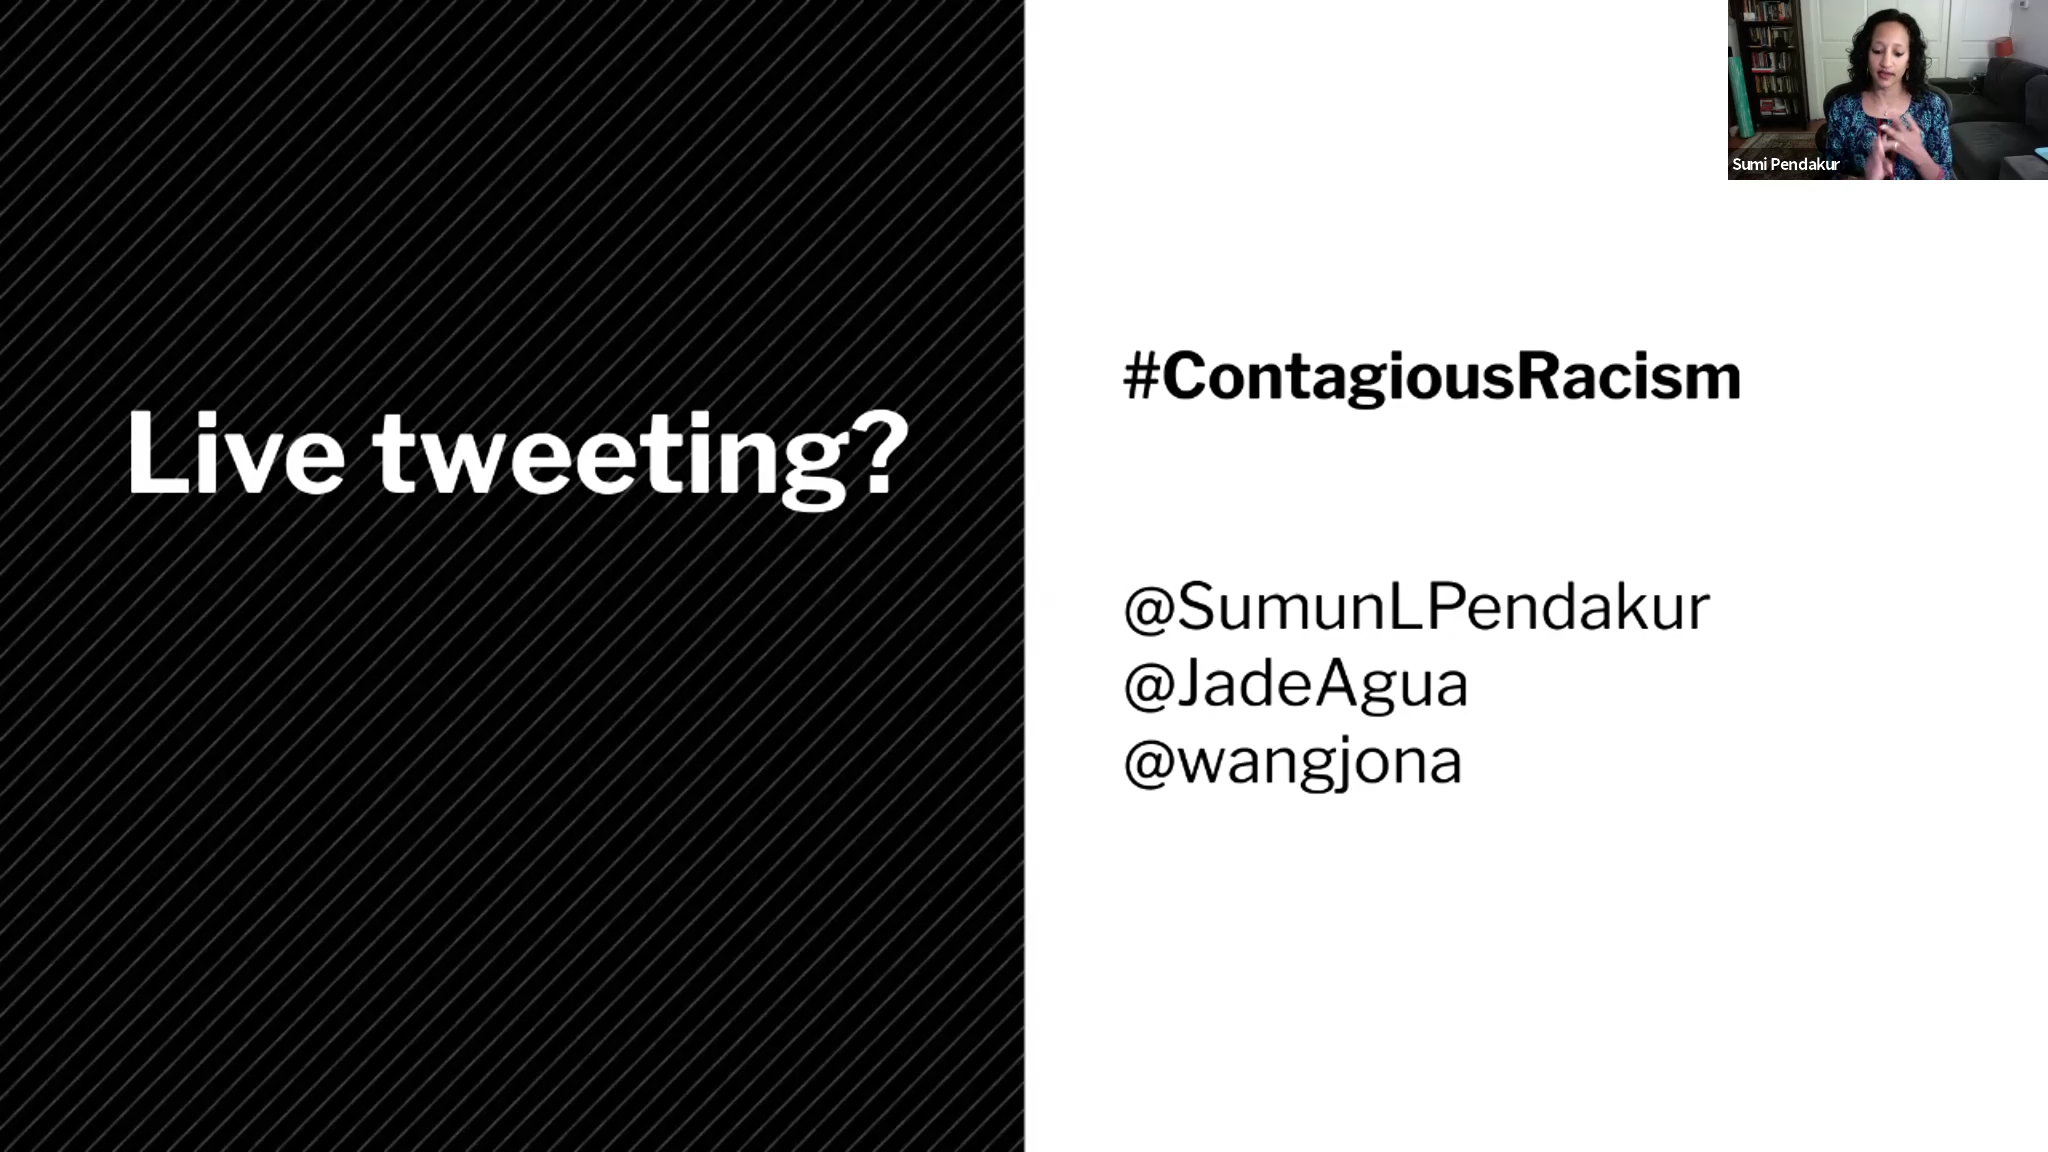 Live tweeting?
#ContagiousRacism
@SumunLPendakur
@JadeAgua
@wangjona
Sumi Pendakur